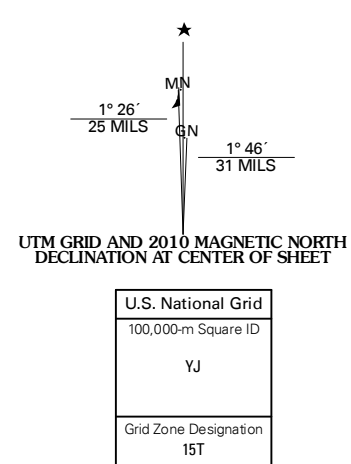 MN
1° 26´
25 MILS
GN
1° 46´
31 MILS
UTM GRID AND 2010 MAGNETIC NORTH
DECLINATION AT CENTER OF SHEET
U.S. National Grid
100,000-m Square ID
YJ
Grid Zone Designation
15T